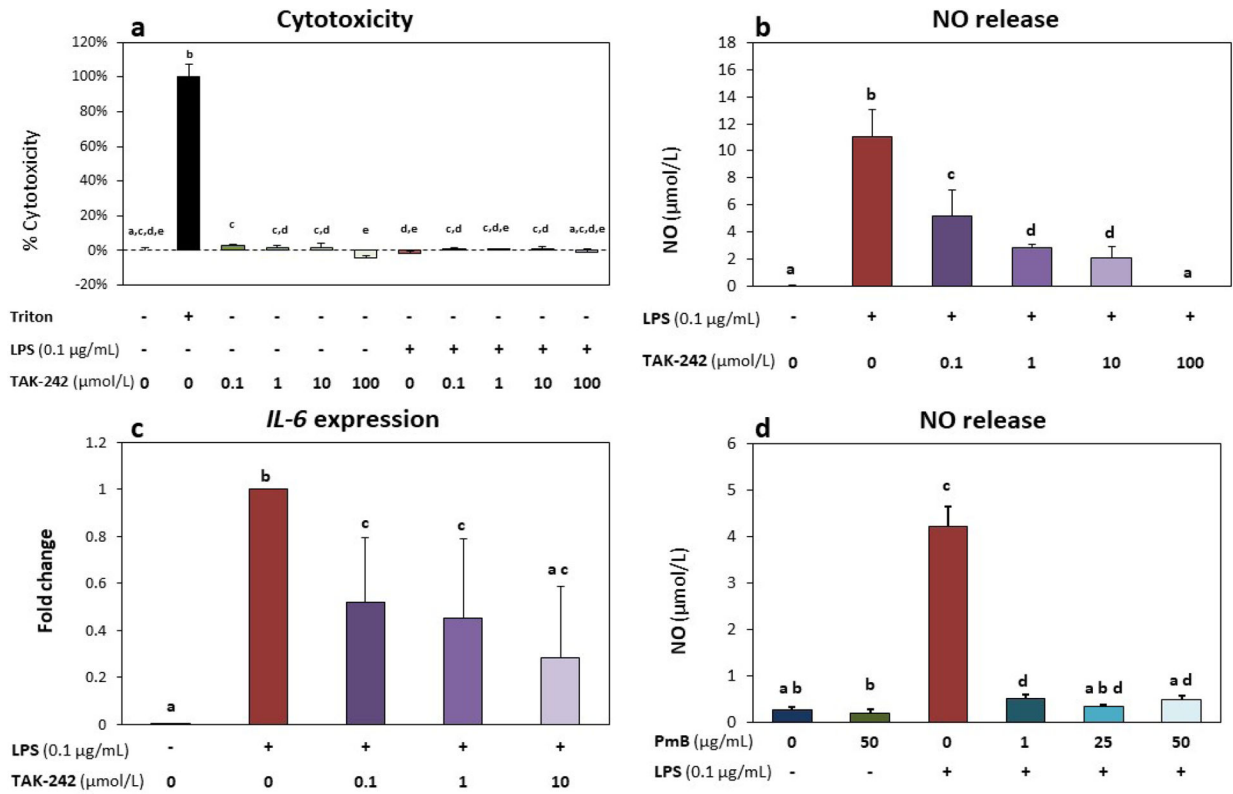 a Cytotoxicity
% Cytotoxicity
120%
100%
80%
60%
40%
20%
0%
-20%
a,c,d,e b c c,d c,d e d,e c,d c,d,e c,d a,c,d,e
Triton - + - - - - - - - - -
LPS (0.1 µg/mL) - - - - - - + + + + +
TAK-242 (µmol/L) 0 0 0.1 1 10 100 0 0.1 1 10 100
b NO release
NO (µmol/L)
18
16
14
12
10
8
6
4
2
0
a b c d d a
LPS (0.1 µg/mL) - + + + + +
TAK-242 (µmol/L) 0 0 0.1 1 10 100
c IL-6 expression
Fold change
1.2
1
0.8
0.6
0.4
0.2
0
a b c c a c
LPS (0.1 µg/mL) - + + + +
TAK-242 (µmol/L) 0 0 0.1 1 10
d NO release
NO (µmol/L)
6
5
4
3
2
1
0
a b b c d a b d a d
PmB (µg/mL) 0 50 0 1 25 50
LPS (0.1 µg/mL) - - + + + +